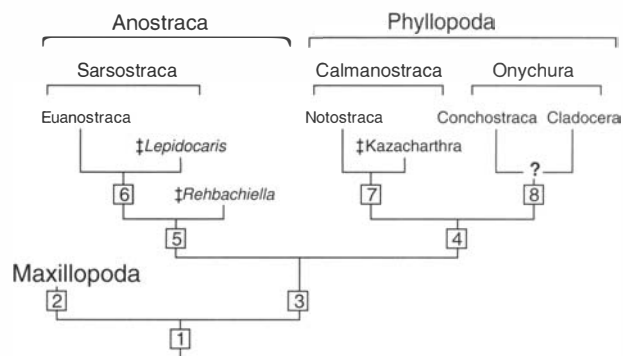 Anostraca Phyllopoda
Sarsostraca Calmanostraca Onychura
Euanostraca Notostraca Conchostraca Cladocera
‡Lepidocaris ‡Kazacharthra
?
6 ‡Rehbachiella 7 8
5 4
Maxillopoda
2 3
1